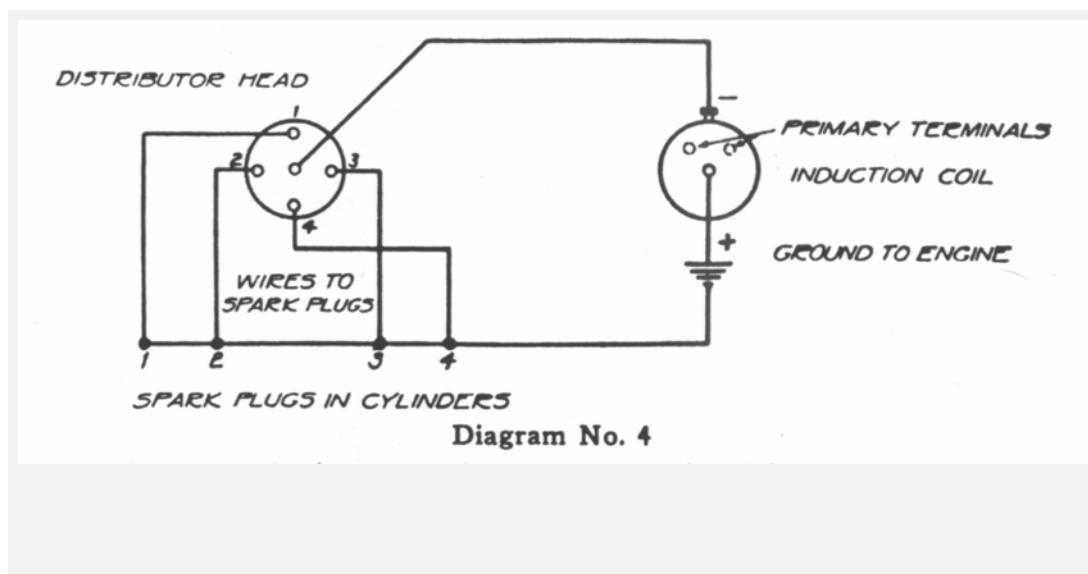 DISTRIBUTOR HEAD
1
2
3
4
−
PRIMARY TERMINALS
INDUCTION COIL
+
GROUND TO ENGINE
WIRES TO
SPARK PLUGS
1 2 3 4
SPARK PLUGS IN CYLINDERS
Diagram No. 4